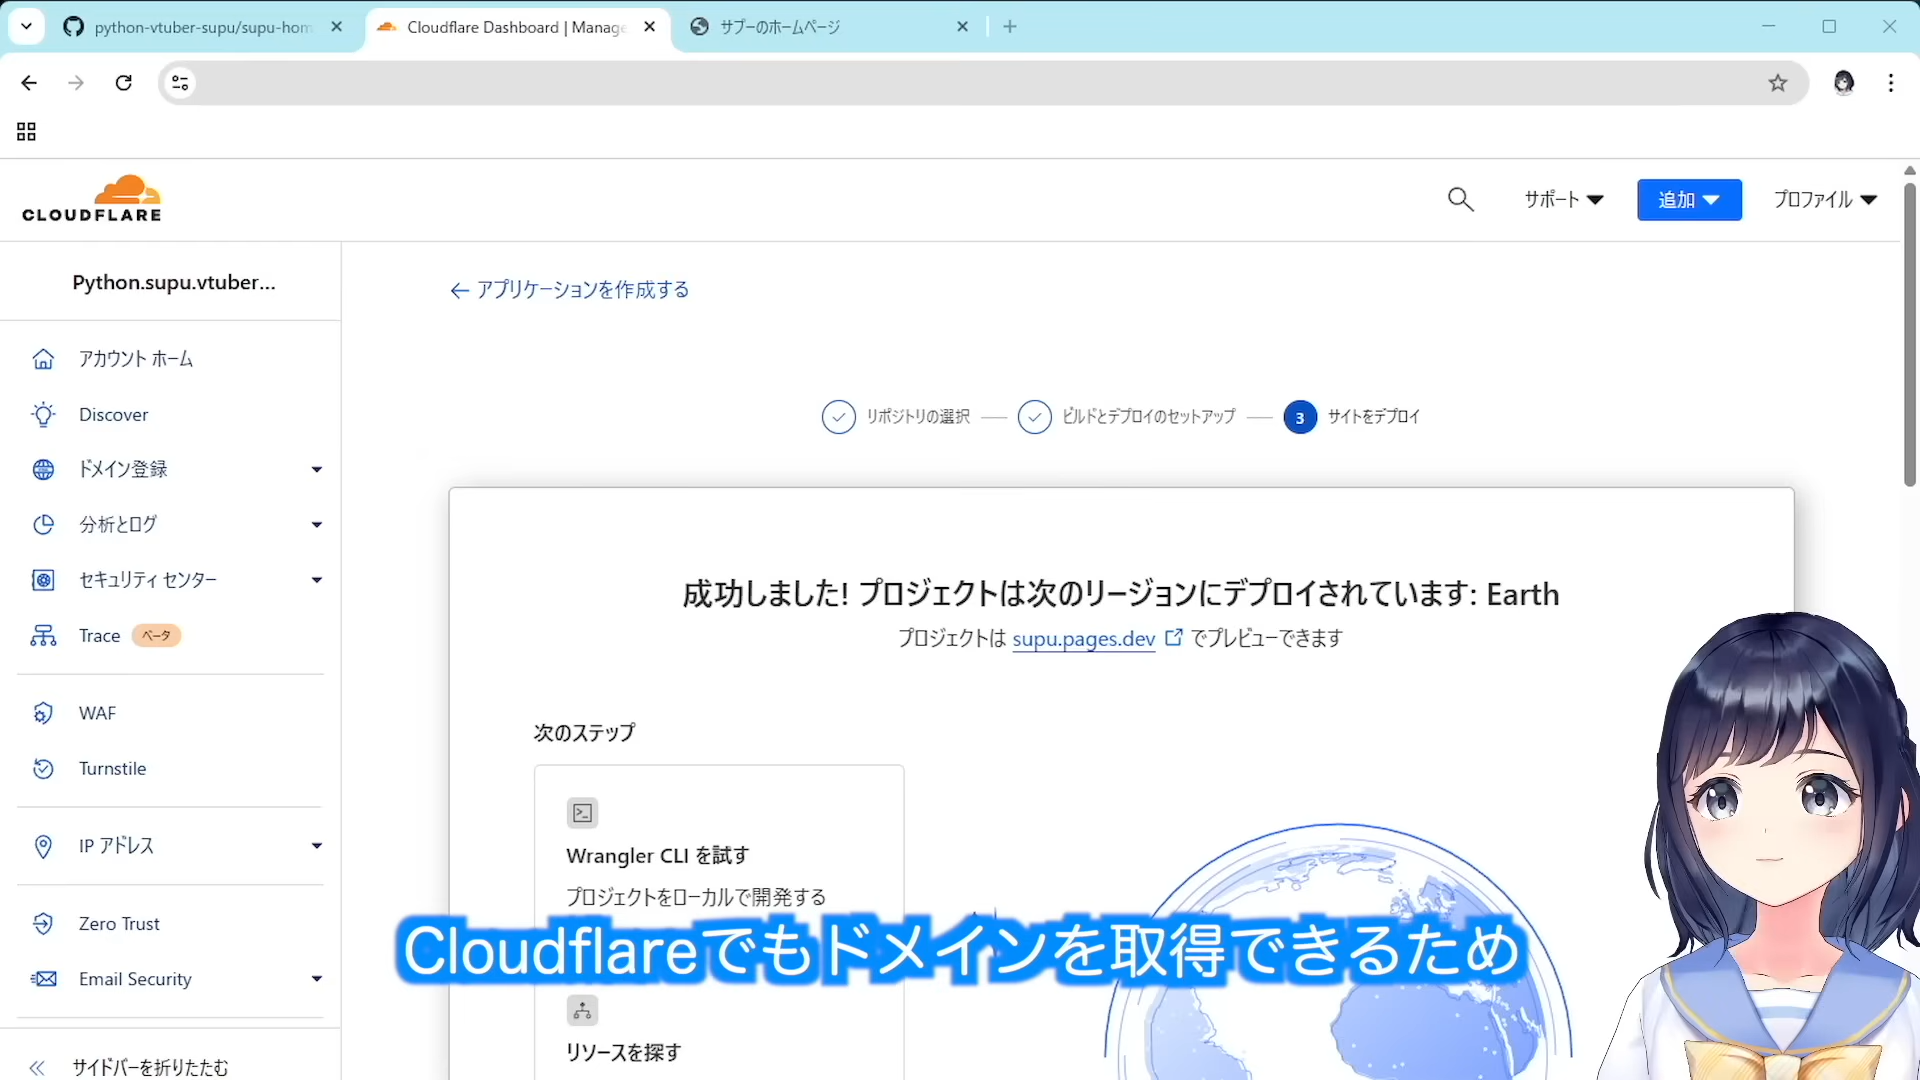 python-vtuber-supu/supu-hom
Cloudflare Dashboard | Manage
サプーのホームページ
CLOUDFLARE
サポート
追加
プロファイル
Python.supu.vtuber...
アプリケーションを作成する
アカウント ホーム
Discover
ドメイン登録
分析とログ
セキュリティ センター
Trace ベータ
WAF
Turnstile
IP アドレス
Zero Trust
Email Security
サイドバーを折りたたむ
リポジトリの選択
ビルドとデプロイのセットアップ
3 サイトをデプロイ
成功しました! プロジェクトは次のリージョンにデプロイされています: Earth
プロジェクトは supu.pages.dev でプレビューできます
次のステップ
Wrangler CLI を試す
プロジェクトをローカルで開発する
Cloudflareでもドメインを取得できるため
リソースを探す